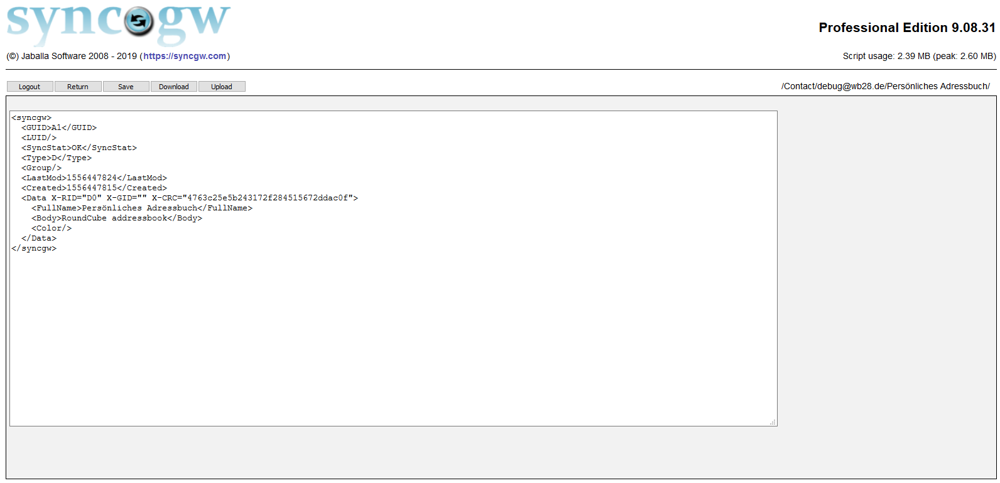 syncgw
Professional Edition 9.08.31
(©) Jaballa Software 2008 - 2019 (https://syncgw.com)
Script usage: 2.39 MB (peak: 2.60 MB)
Logout Return Save Download Upload
/Contact/debug@wb28.de/Persönliches Adressbuch/
<syncgw>
  <GUID>A1</GUID>
  <LUID/>
  <SyncStat>OK</SyncStat>
  <Type>D</Type>
  <Group/>
  <LastMod>1556447824</LastMod>
  <Created>1556447815</Created>
  <Data X-RID="D0" X-GID="" X-CRC="4763c25e5b243172f284515672ddac0f">
    <FullName>Persönliches Adressbuch</FullName>
    <Body>RoundCube addressbook</Body>
    <Color/>
  </Data>
</syncgw>